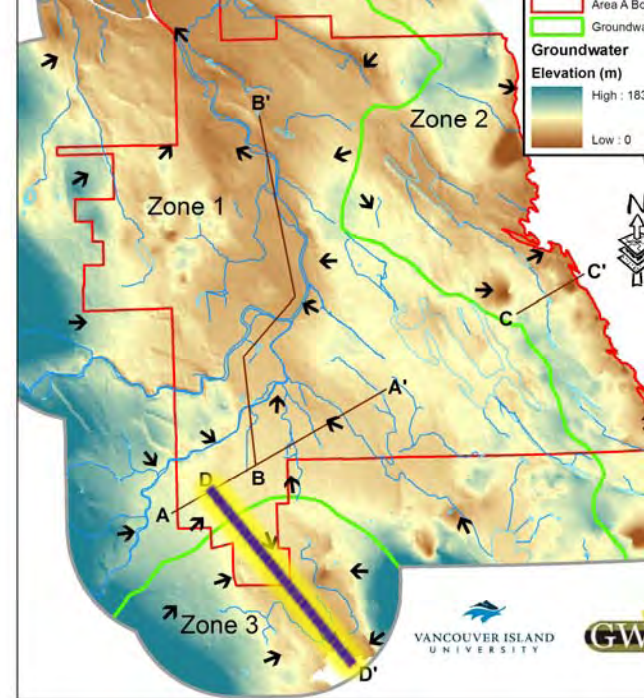 Area A Bo
Groundwa
Groundwater
Elevation (m)
High : 183
Low : 0
B'
Zone 2
Zone 1
N
C'
C
A'
B
D
A
Zone 3
D'
VANCOUVER ISLAND
UNIVERSITY
GW